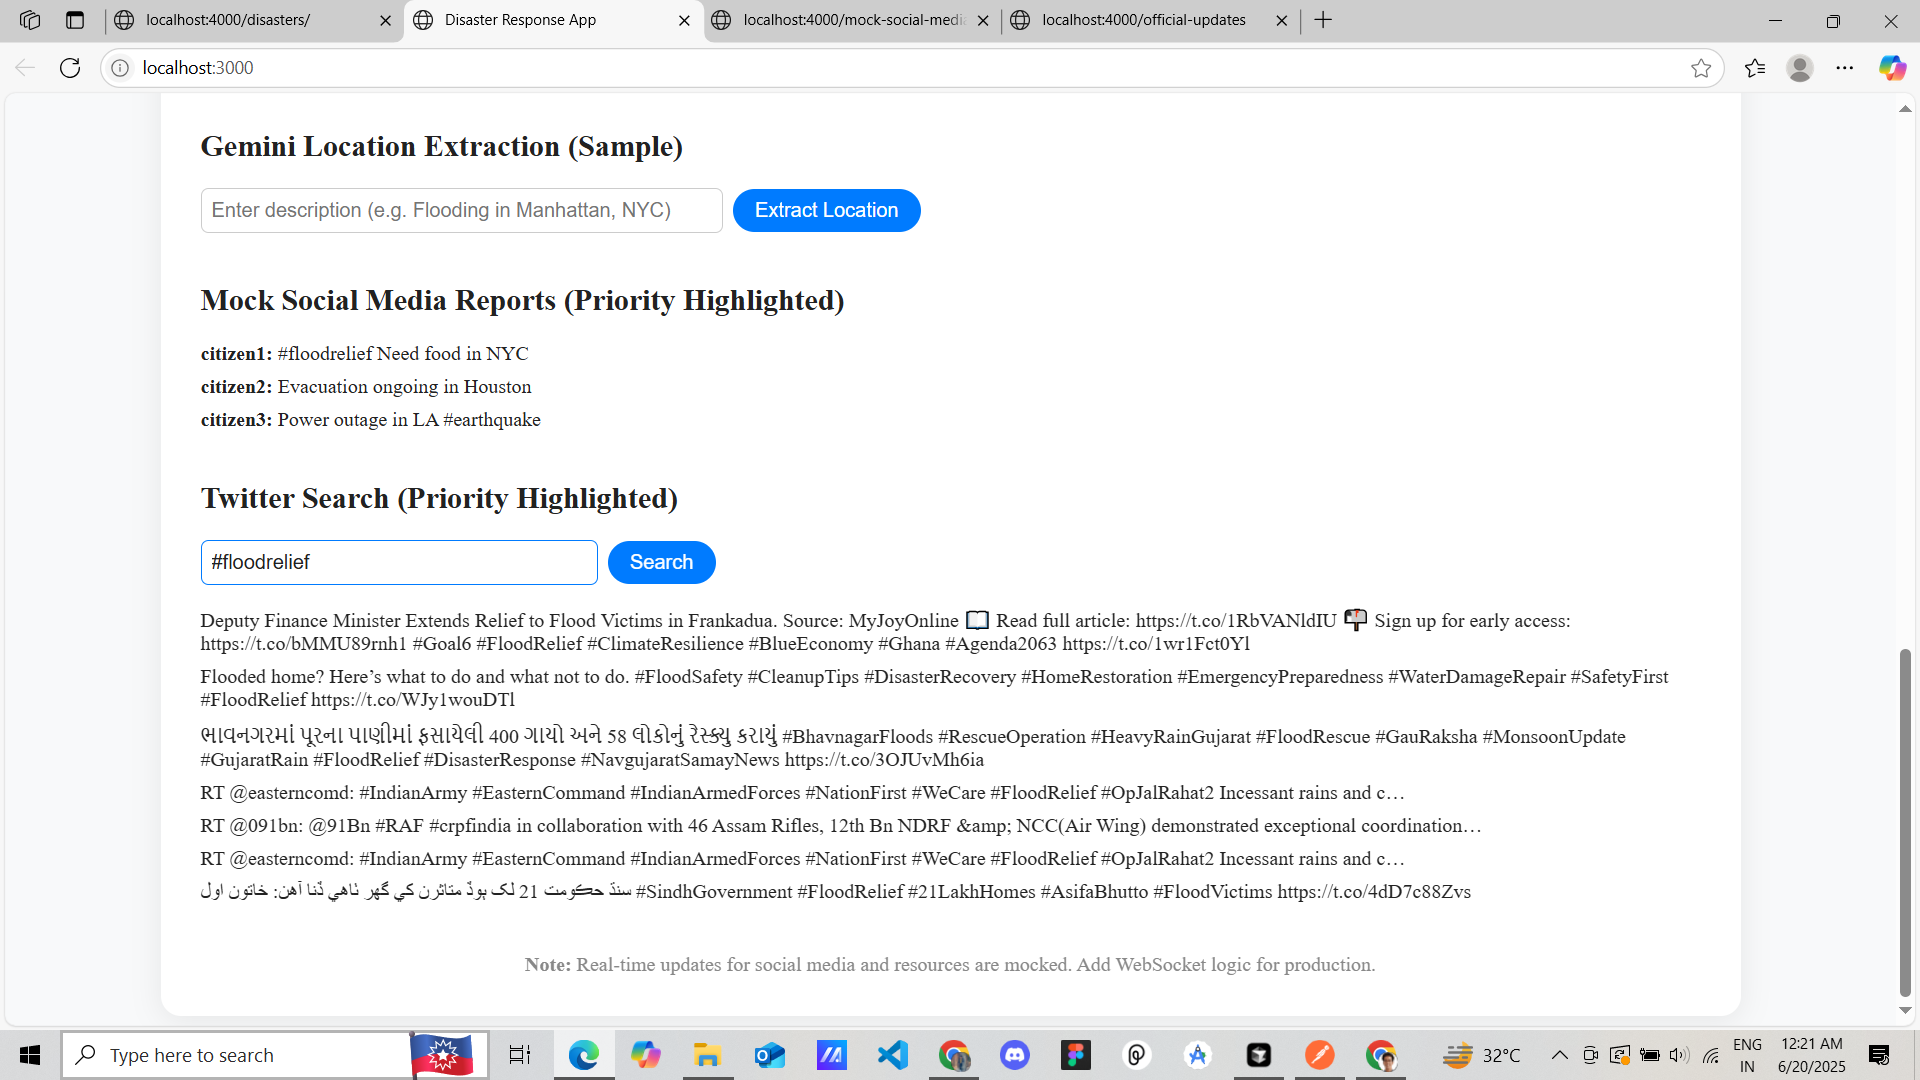 localhost:4000/disasters/
Disaster Response App
localhost:4000/mock-social-medi
localhost:4000/official-updates
localhost:3000
Gemini Location Extraction (Sample)
Enter description (e.g. Flooding in Manhattan, NYC)
Extract Location
Mock Social Media Reports (Priority Highlighted)
citizen1: #floodrelief Need food in NYC
citizen2: Evacuation ongoing in Houston
citizen3: Power outage in LA #earthquake
Twitter Search (Priority Highlighted)
#floodrelief
Search
Deputy Finance Minister Extends Relief to Flood Victims in Frankadua. Source: MyJoyOnline 📖 Read full article: https://t.co/1RbVANldIU 📬 Sign up for early access:
https://t.co/bMMU89rnh1 #Goal6 #FloodRelief #ClimateResilience #BlueEconomy #Ghana #Agenda2063 https://t.co/1wr1Fct0Yl
Flooded home? Here’s what to do and what not to do. #FloodSafety #CleanupTips #DisasterRecovery #HomeRestoration #EmergencyPreparedness #WaterDamageRepair #SafetyFirst
#FloodRelief https://t.co/WJy1wouDTl
ભાવનગરમાં પૂરના પાણીમાં ફસાયેલી 400 ગાયો અને 58 લોકોનું રેસ્ક્યુ કરાયું #BhavnagarFloods #RescueOperation #HeavyRainGujarat #FloodRescue #GauRaksha #MonsoonUpdate
#GujaratRain #FloodRelief #DisasterResponse #NavgujaratSamayNews https://t.co/3OJUvMh6ia
RT @easterncomd: #IndianArmy #EasternCommand #IndianArmedForces #NationFirst #WeCare #FloodRelief #OpJalRahat2 Incessant rains and c…
RT @091bn: @91Bn #RAF #crpfindia in collaboration with 46 Assam Rifles, 12th Bn NDRF &amp; NCC(Air Wing) demonstrated exceptional coordination…
RT @easterncomd: #IndianArmy #EasternCommand #IndianArmedForces #NationFirst #WeCare #FloodRelief #OpJalRahat2 Incessant rains and c…
سنڌ حڪومت 21 لک ٻوڏ متاثرن کي گهر ٺاهي ڏنا آهن: خاتون اول #SindhGovernment #FloodRelief #21LakhHomes #AsifaBhutto #FloodVictims https://t.co/4dD7c88Zvs
Note: Real-time updates for social media and resources are mocked. Add WebSocket logic for production.
Type here to search
32°C
ENG
IN
12:21 AM
6/20/2025